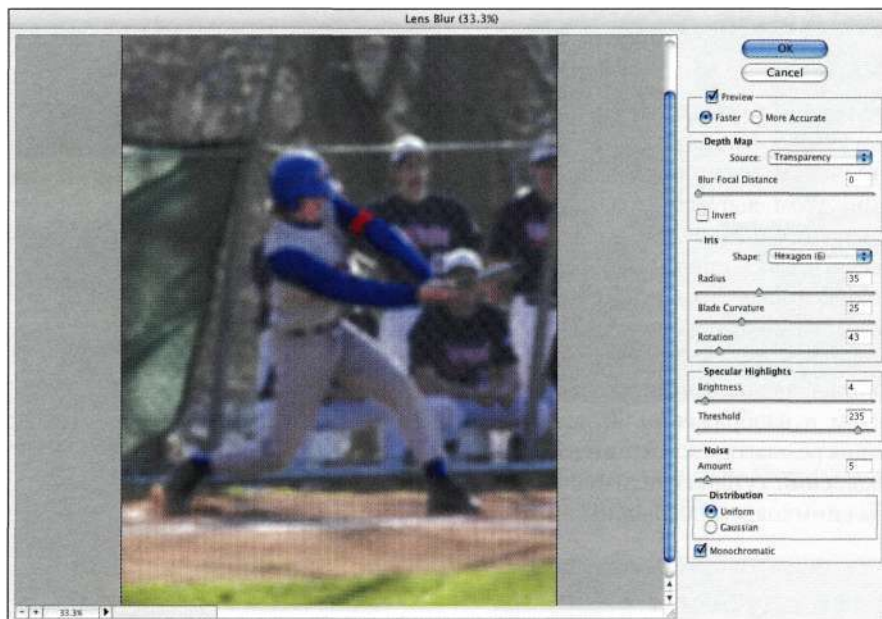 Lens Blur (33.3%)
OK
Cancel
Preview
Faster More Accurate
Depth Map
Source: Transparency
Blur Focal Distance 0
Invert
Iris
Shape: Hexagon (6)
Radius 35
Blade Curvature 25
Rotation 43
Specular Highlights
Brightness 4
Threshold 235
Noise
Amount 5
Distribution
Uniform
Gaussian
Monochromatic
33.3%